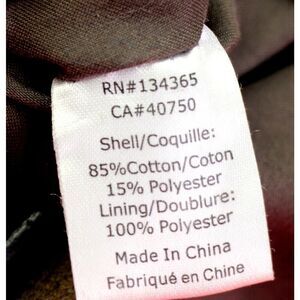 RN#134365
CA#40750
Shell/Coquille:
85%Cotton/Coton
15% Polyester
Lining/Doublure:
100% Polyester
Made In China
Fabriqué en Chine